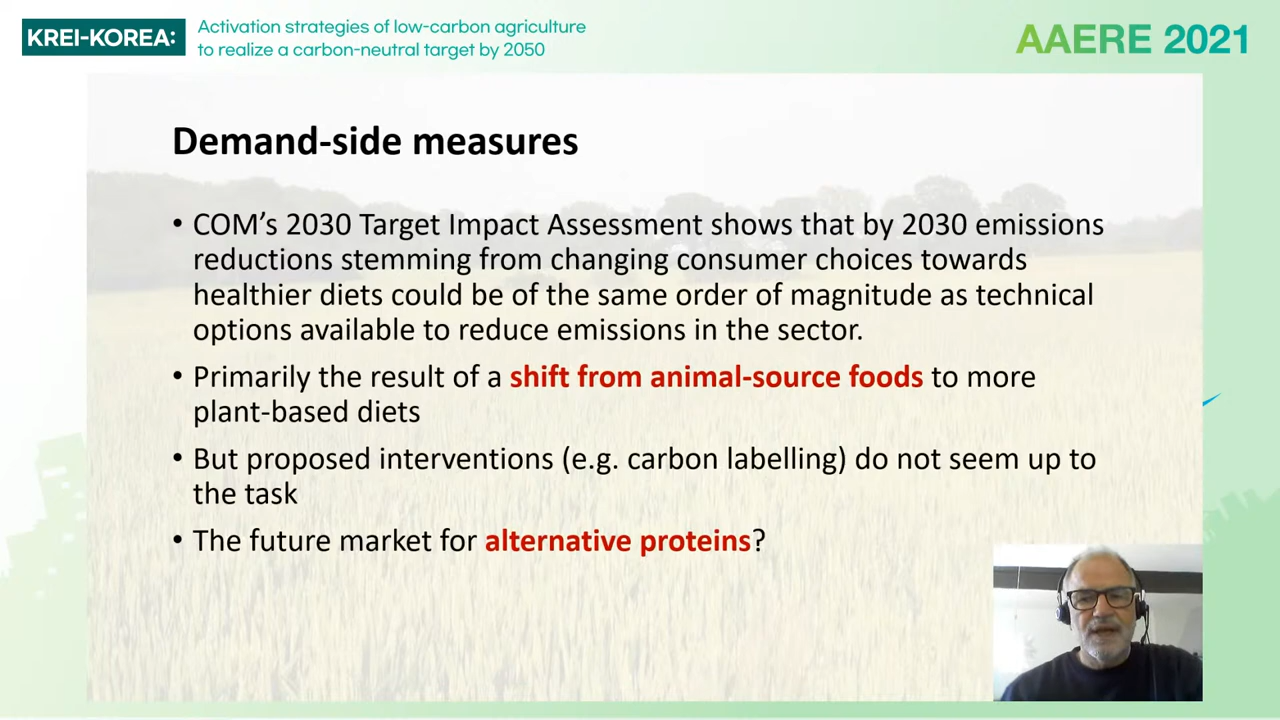 KREI-KOREA:
Activation strategies of low-carbon agriculture
to realize a carbon-neutral target by 2050
AAERE 2021
Demand-side measures
• COM's 2030 Target Impact Assessment shows that by 2030 emissions
reductions stemming from changing consumer choices towards
healthier diets could be of the same order of magnitude as technical
options available to reduce emissions in the sector.
• Primarily the result of a shift from animal-source foods to more
plant-based diets
• But proposed interventions (e.g. carbon labelling) do not seem up to
the task
• The future market for alternative proteins?